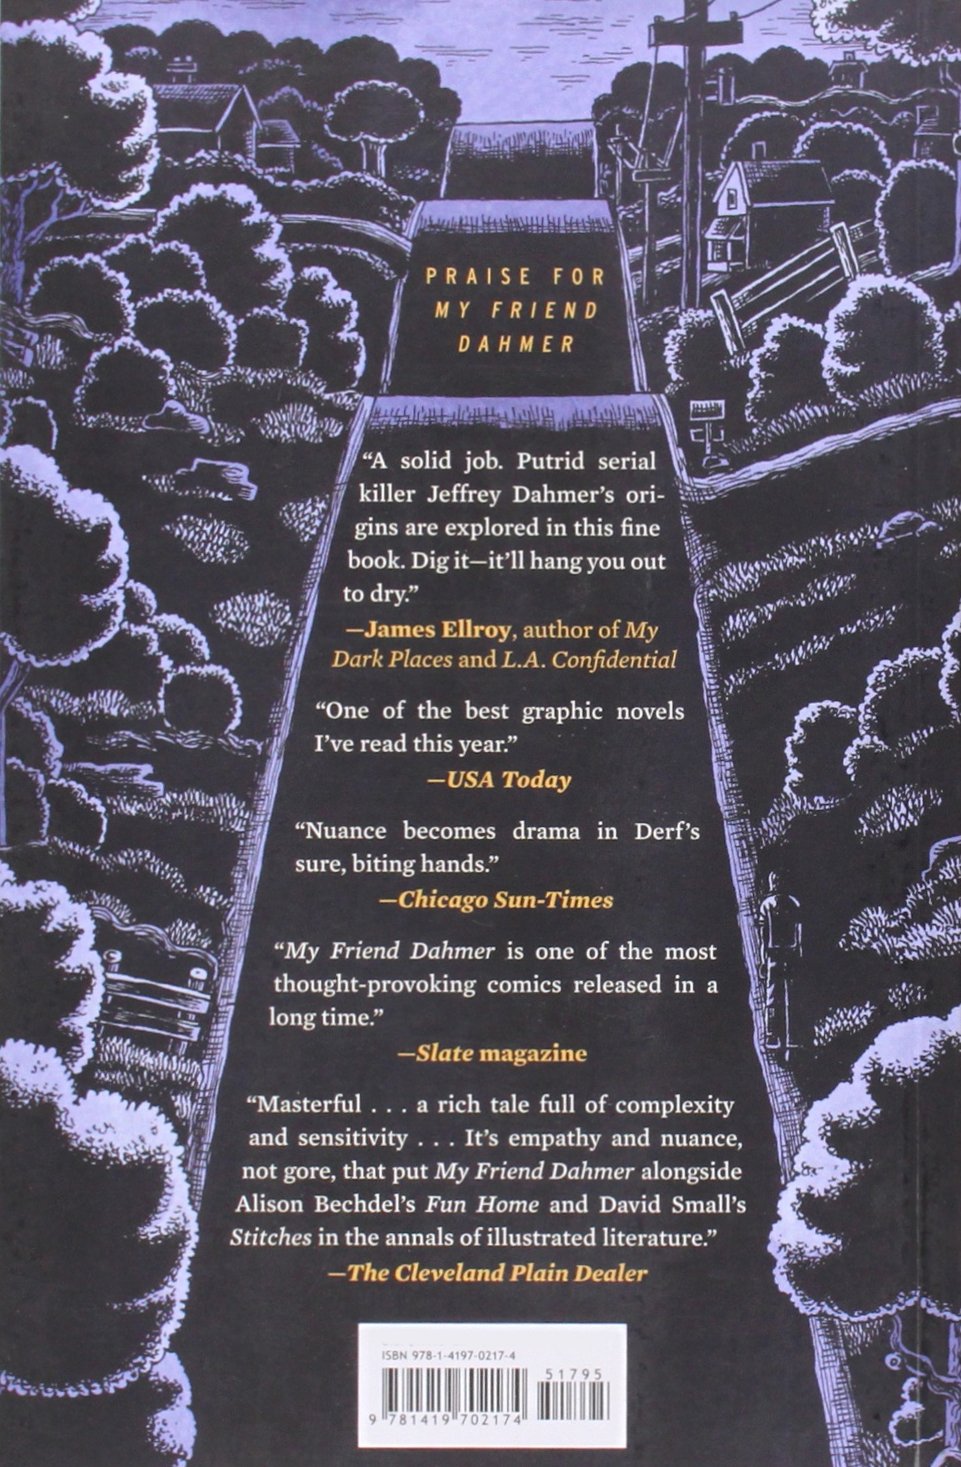 PRAISE FOR
MY FRIEND
DAHMER
“A solid job. Putrid serial
killer Jeffrey Dahmer’s ori-
gins are explored in this fine
book. Dig it—it’ll hang you out
to dry.”
—James Ellroy, author of My
Dark Places and L.A. Confidential
“One of the best graphic novels
I’ve read this year.”
—USA Today
“Nuance becomes drama in Derf’s
sure, biting hands.”
—Chicago Sun-Times
“My Friend Dahmer is one of the most
thought-provoking comics released in a
long time.”
—Slate magazine
“Masterful . . . a rich tale full of complexity
and sensitivity . . . It’s empathy and nuance,
not gore, that put My Friend Dahmer alongside
Alison Bechdel’s Fun Home and David Small’s
Stitches in the annals of illustrated literature.”
—The Cleveland Plain Dealer
ISBN 978-1-4197-0217-4
51795
9 781419 702174